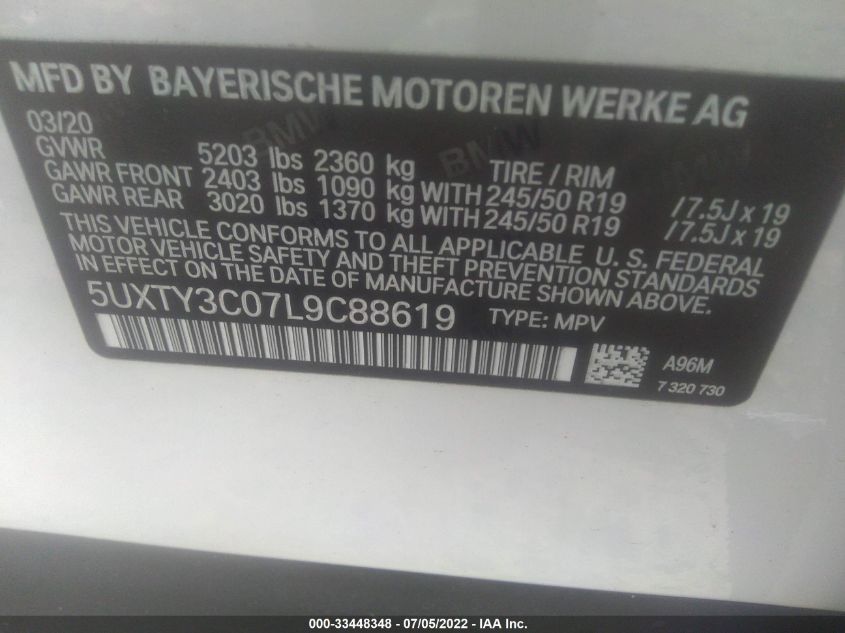 MFD BY BAYERISCHE MOTOREN WERKE AG
03/20
GVWR 5203 lbs 2360 kg TIRE / RIM
GAWR FRONT 2403 lbs 1090 kg WITH 245/50 R19 /7.5J x 19
GAWR REAR 3020 lbs 1370 kg WITH 245/50 R19 /7.5J x 19
THIS VEHICLE CONFORMS TO ALL APPLICABLE U. S. FEDERAL
MOTOR VEHICLE SAFETY AND THEFT PREVENTION STANDARDS
IN EFFECT ON THE DATE OF MANUFACTURE SHOWN ABOVE.
5UXTY3C07L9C88619 TYPE: MPV
A96M
7 320 730
BMW
BMW
000-33448348 - 07/05/2022 - IAA Inc.